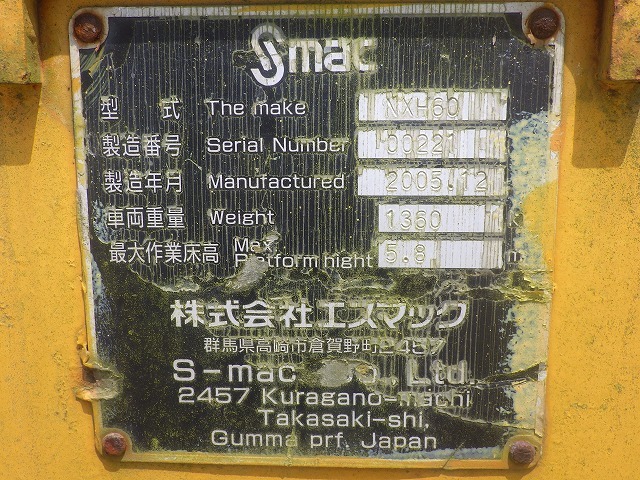 Smac
型 式 The make NXH60
製造番号 Serial Number 00221
製造年月 Manufactured 2005.12
車両重量 Weight 1360
最大作業床高 Max. Platform hight 5.8 m
株式会社エスマック
群馬県高崎市倉賀野町2457
S-mac Co., Ltd.
2457 Kuragano-machi
Takasaki-shi,
Gumma prf. Japan